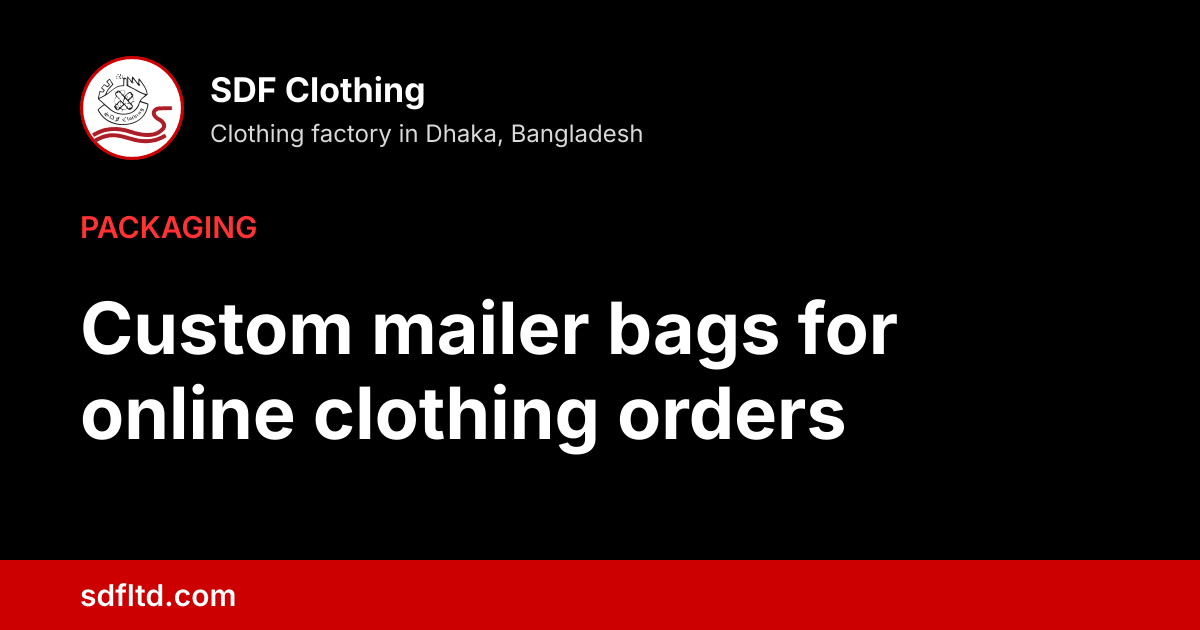 SDF Clothing
Clothing factory in Dhaka, Bangladesh
PACKAGING
Custom mailer bags for
online clothing orders
sdfltd.com